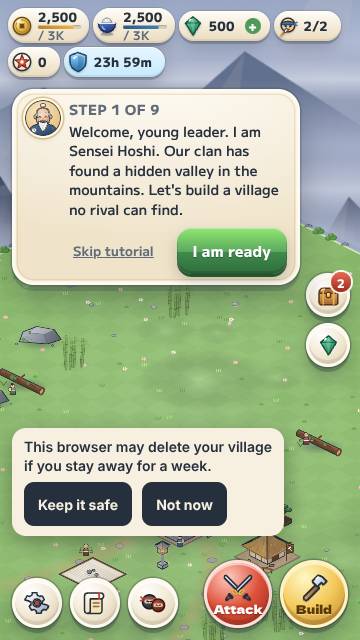 2,500
/ 3K
2,500
/ 3K
500
2/2
0
23h 59m
STEP 1 OF 9
Welcome, young leader. I am
Sensei Hoshi. Our clan has
found a hidden valley in the
mountains. Let's build a village
no rival can find.
Skip tutorial
I am ready
2
This browser may delete your village
if you stay away for a week.
Keep it safe
Not now
Attack
Build